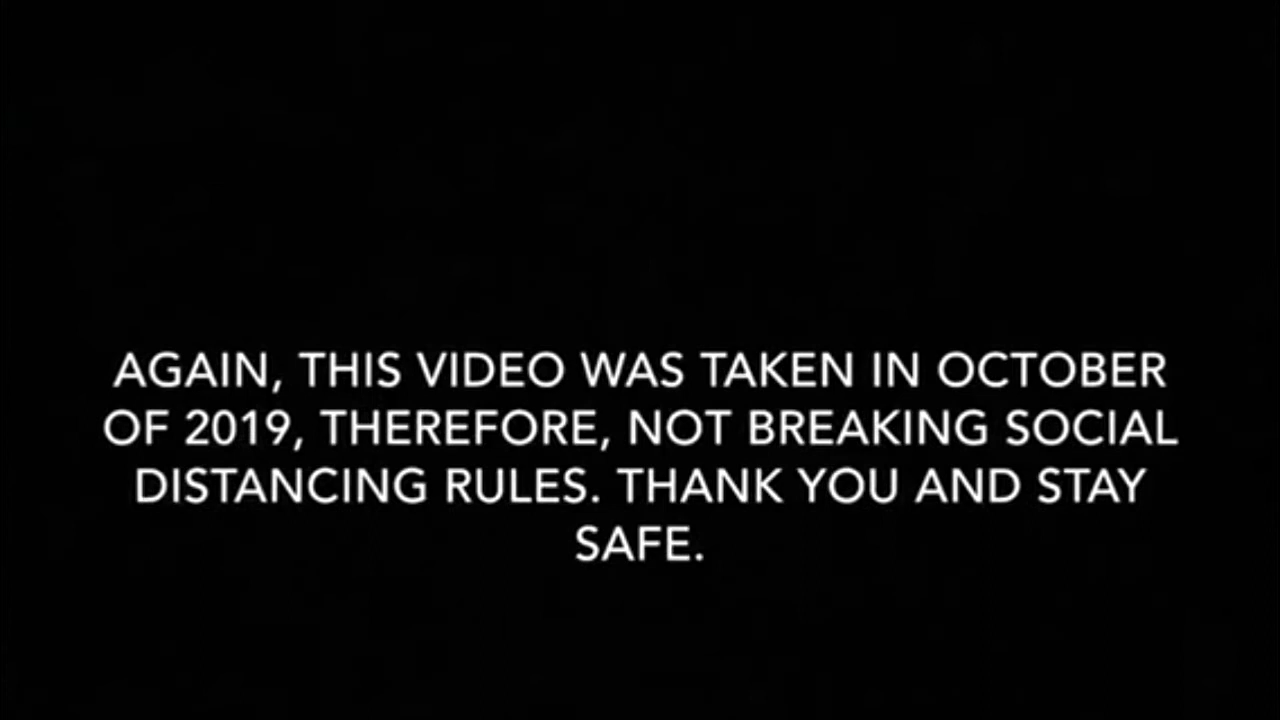 AGAIN, THIS VIDEO WAS TAKEN IN OCTOBER
OF 2019, THEREFORE, NOT BREAKING SOCIAL
DISTANCING RULES. THANK YOU AND STAY
SAFE.